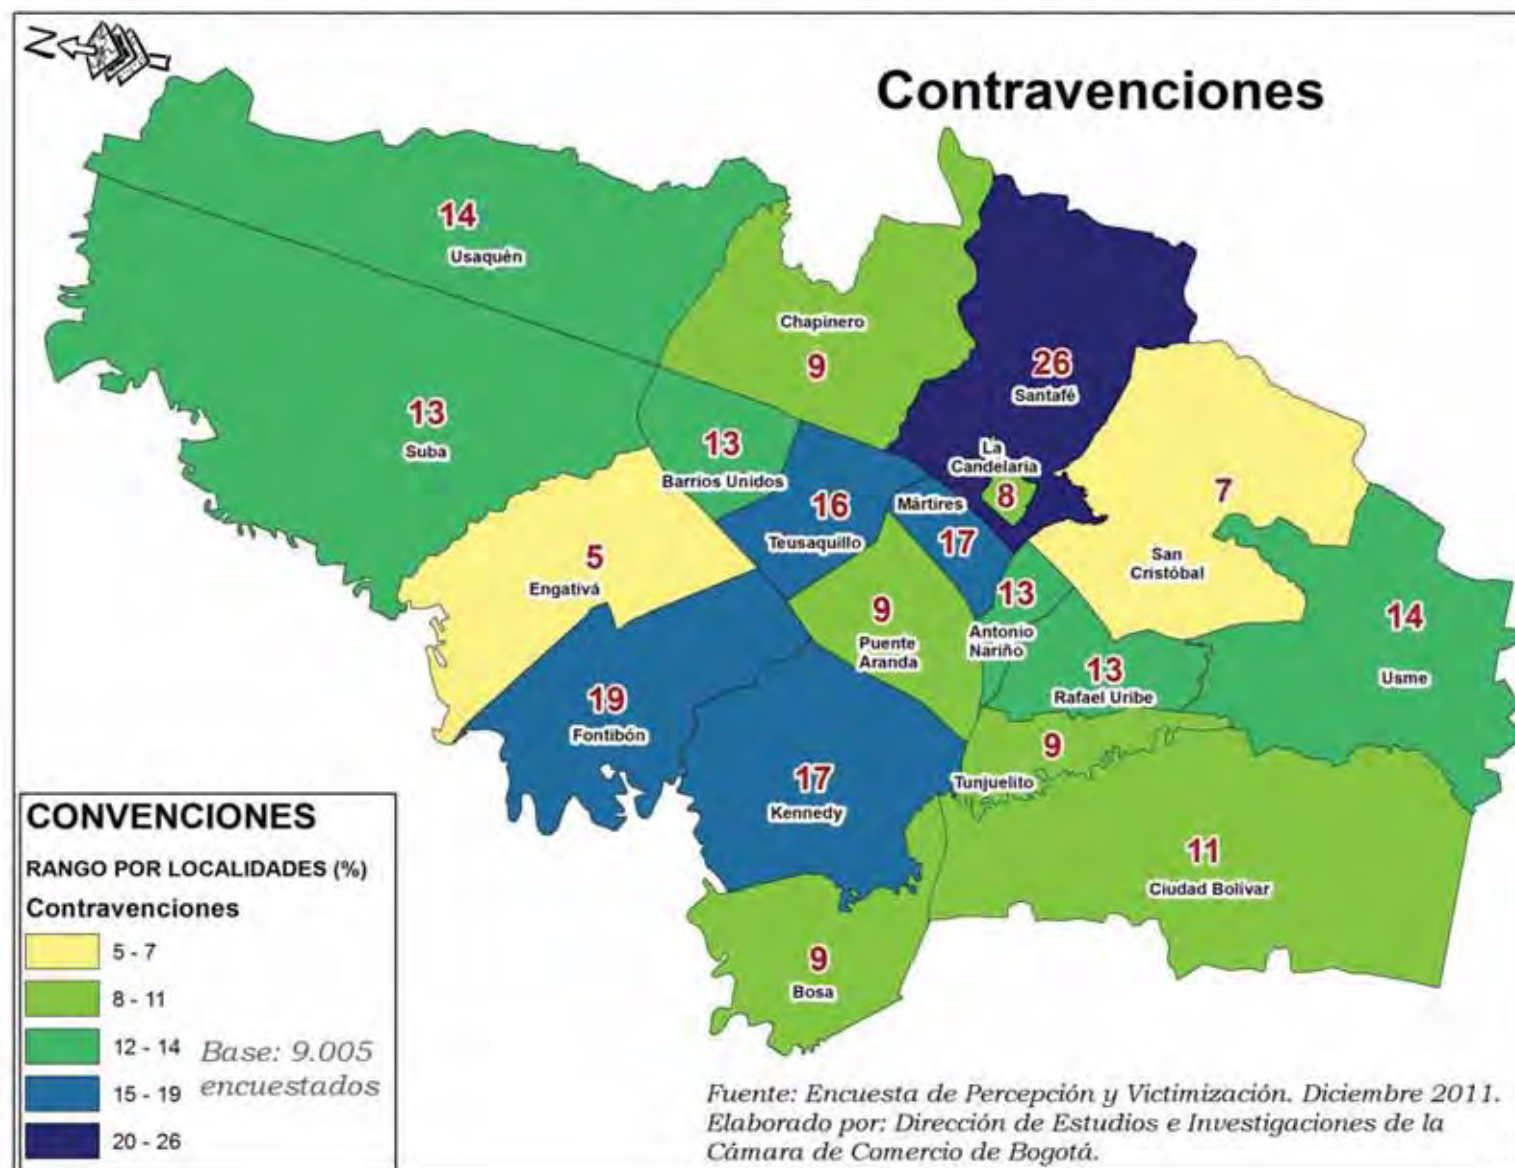 N
Contravenciones
14
Usaquén
Chapinero
9
26
Santafé
13
Suba
13
Barrios Unidos
La
Candelaria
8
7
San
Cristóbal
16
Teusaquillo
Mártires
17
5
Engativá
9
Puente
Aranda
13
Antonio
Nariño
13
Rafael Uribe
14
Usme
19
Fontibón
17
Kennedy
9
Tunjuelito
11
Ciudad Bolívar
9
Bosa
CONVENCIONES
RANGO POR LOCALIDADES (%)
Contravenciones
5 - 7
8 - 11
12 - 14
15 - 19
20 - 26
Base: 9.005
encuestados
Fuente: Encuesta de Percepción y Victimización. Diciembre 2011.
Elaborado por: Dirección de Estudios e Investigaciones de la
Cámara de Comercio de Bogotá.